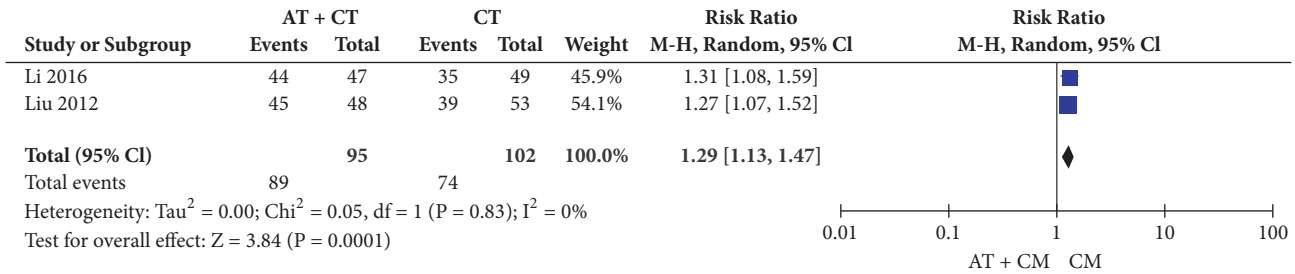 AT + CT CT Risk Ratio Risk Ratio
Study or Subgroup Events Total Events Total Weight M-H, Random, 95% Cl M-H, Random, 95% Cl
Li 2016 44 47 35 49 45.9% 1.31 [1.08, 1.59]
Liu 2012 45 48 39 53 54.1% 1.27 [1.07, 1.52]
Total (95% Cl) 95 102 100.0% 1.29 [1.13, 1.47]
Total events 89 74
Heterogeneity: Tau² = 0.00; Chi² = 0.05, df = 1 (P = 0.83); I² = 0%
Test for overall effect: Z = 3.84 (P = 0.0001)
0.01 0.1 1 10 100
AT + CM CM